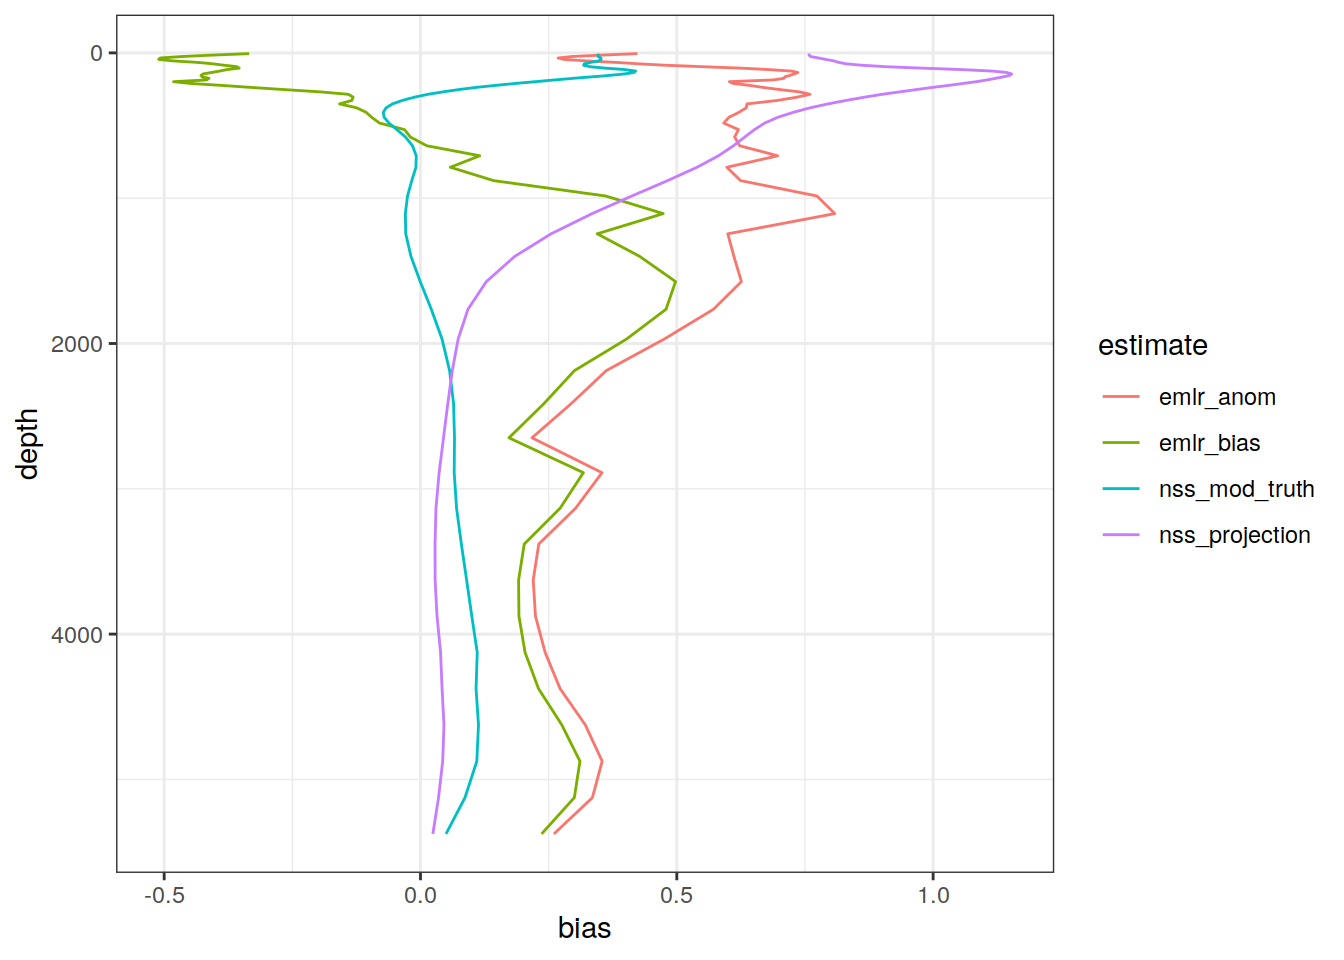 0
2000
4000
depth
-0.5
0.0
0.5
1.0
bias
estimate
emlr_anom
emlr_bias
nss_mod_truth
nss_projection